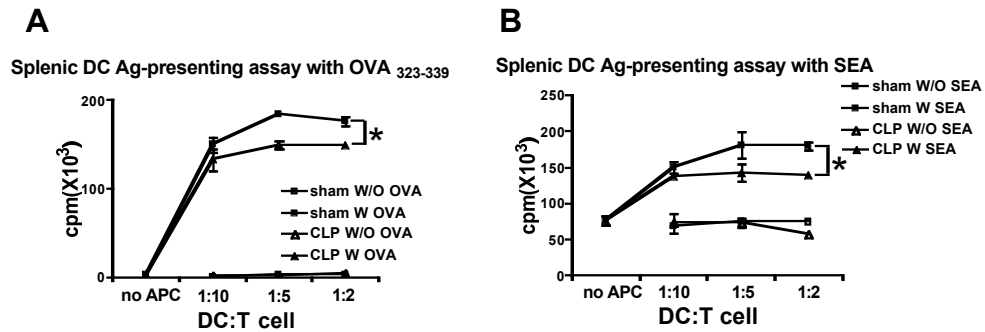 A
Splenic DC Ag-presenting assay with OVA 323-339
200
100
0
cpm(X10³)
no APC
1:10
1:5
1:2
DC:T cell
*
sham W/O OVA
sham W OVA
CLP W/O OVA
CLP W OVA
B
Splenic DC Ag-presenting assay with SEA
250
200
150
100
50
0
cpm(X10³)
no APC
1:10
1:5
1:2
DC:T cell
*
sham W/O SEA
sham W SEA
CLP W/O SEA
CLP W SEA